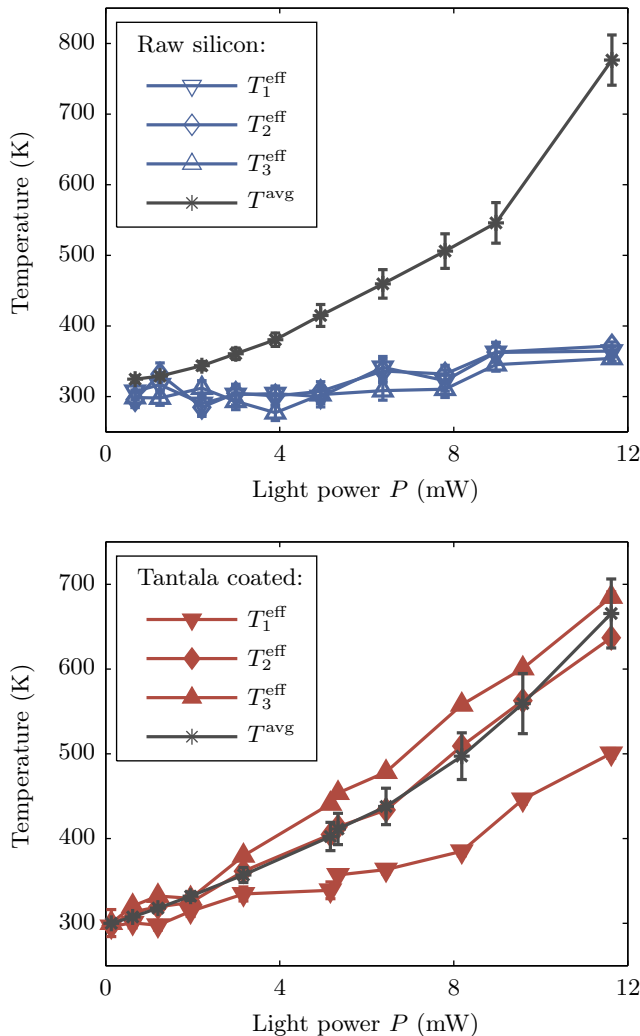 800
700
600
500
400
300
Temperature (K)
Raw silicon:
T₁ᵉᶠᶠ
T₂ᵉᶠᶠ
T₃ᵉᶠᶠ
Tᵃᵛᵍ
0 4 8 12
Light power P (mW)
700
600
500
400
300
Temperature (K)
Tantala coated:
T₁ᵉᶠᶠ
T₂ᵉᶠᶠ
T₃ᵉᶠᶠ
Tᵃᵛᵍ
0 4 8 12
Light power P (mW)